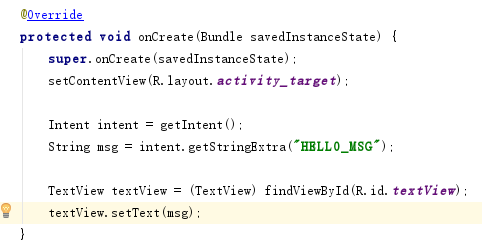 @Override
protected void onCreate(Bundle savedInstanceState) {
super.onCreate(savedInstanceState);
setContentView(R.layout.activity_target);
Intent intent = getIntent();
String msg = intent.getStringExtra("HELLO_MSG");
TextView textView = (TextView) findViewById(R.id.textView);
textView.setText(msg);
}